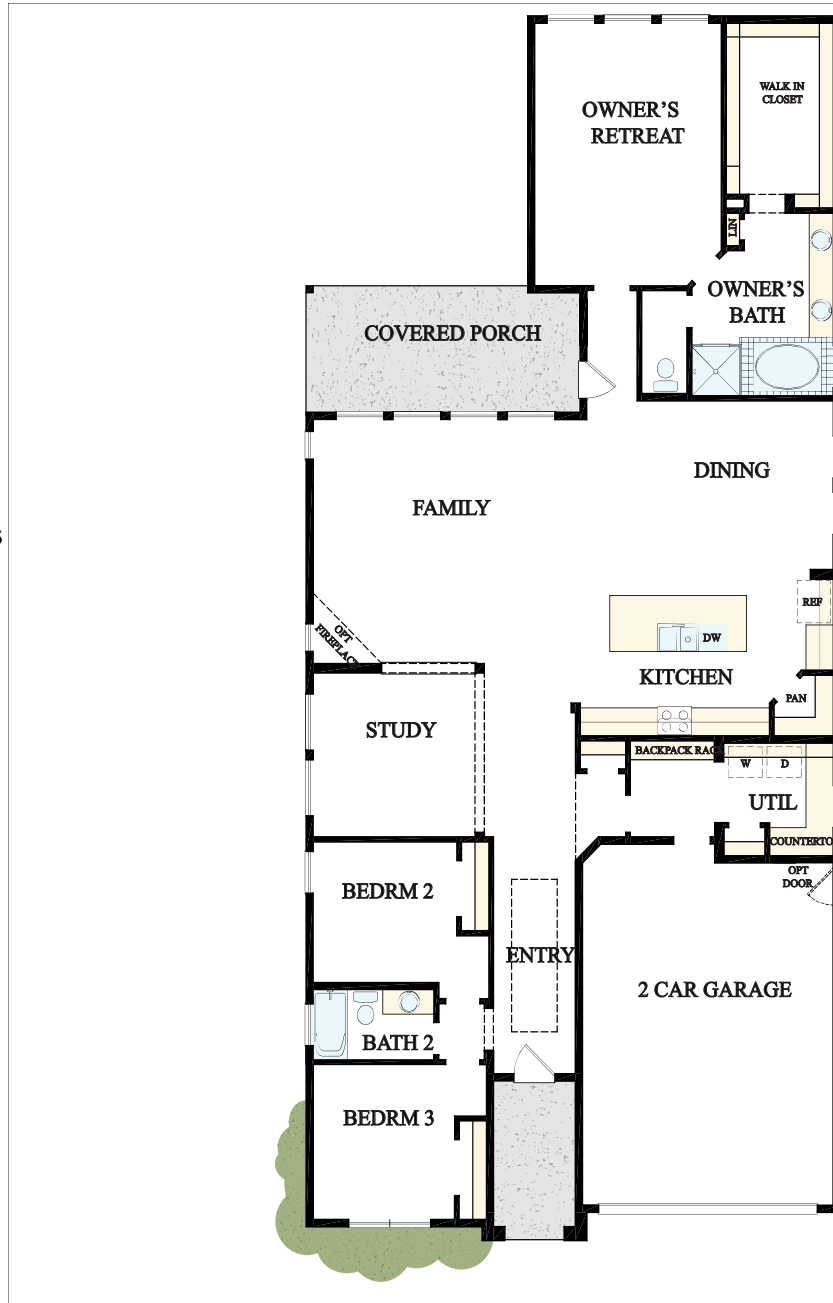 WALK IN
CLOSET
OWNER'S
RETREAT
LIN
OWNER'S
BATH
COVERED PORCH
DINING
FAMILY
S
REF
OPT
FIREPLAC
DW
KITCHEN
PAN
STUDY
BACKPACK RAC
W
D
UTIL
COUNTERTO
OPT
DOOR
BEDRM 2
ENTRY
2 CAR GARAGE
BATH 2
BEDRM 3